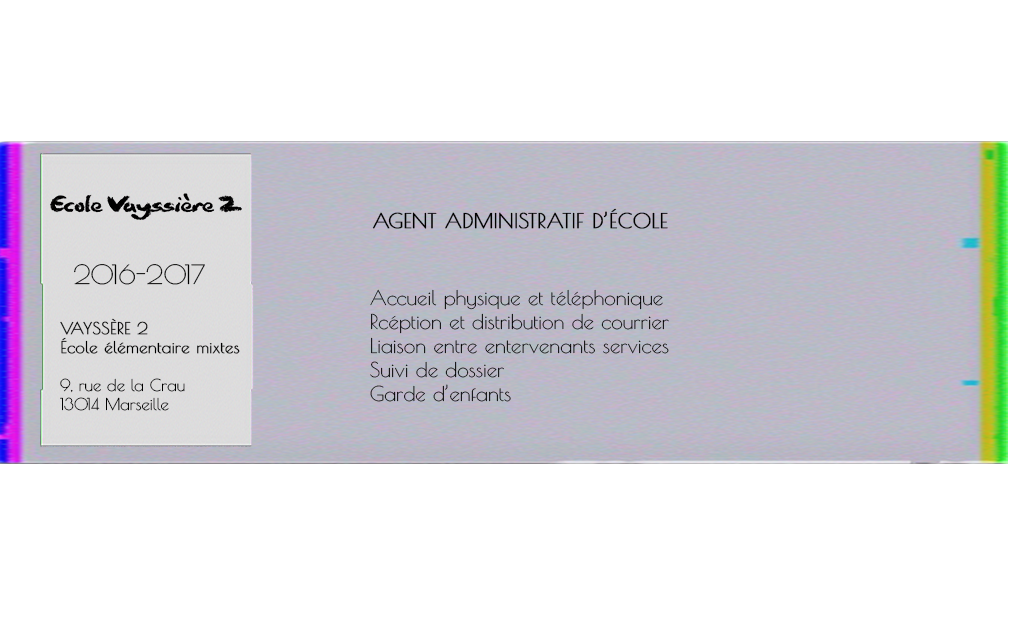 Ecole Vayssière 2
2016-2017
VAYSSÈRE 2
École élémentaire mixtes
9, rue de la Crau
13014 Marseille
AGENT ADMINISTRATIF D'ÉCOLE
Accueil physique et téléphonique
Rcéption et distribution de courrier
Liaison entre entervenants services
Suivi de dossier
Garde d'enfants